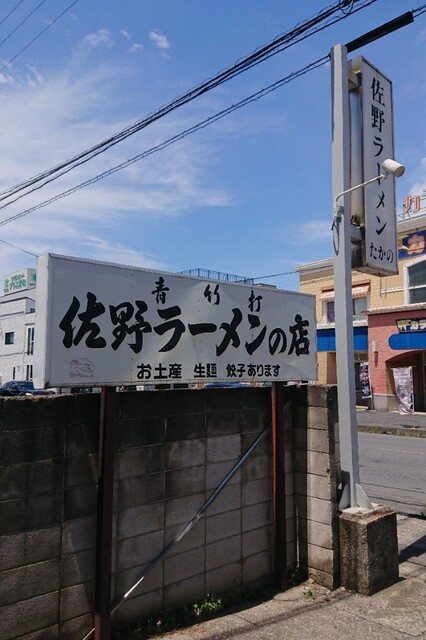 青竹打
佐野ラーメンの店
お土産 生麺 餃子あります
佐野ラーメン
たかの